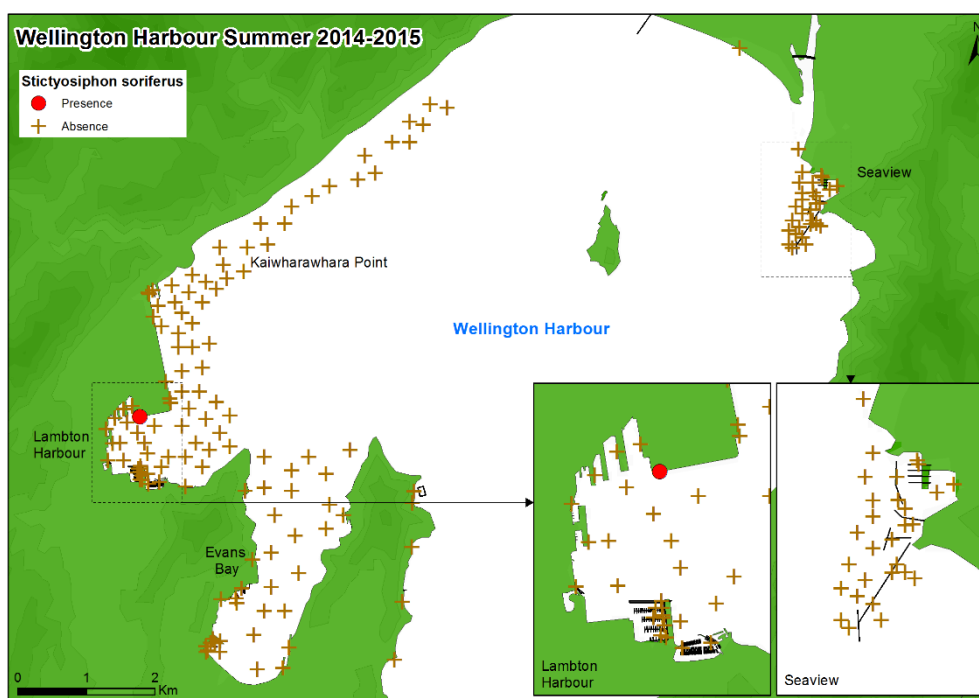 Wellington Harbour Summer 2014-2015
N
Stictyosiphon soriferus
Presence
Absence
Seaview
Kaiwharawhara Point
Wellington Harbour
Lambton
Harbour
Evans
Bay
0 1 2
Km
Lambton
Harbour
Seaview